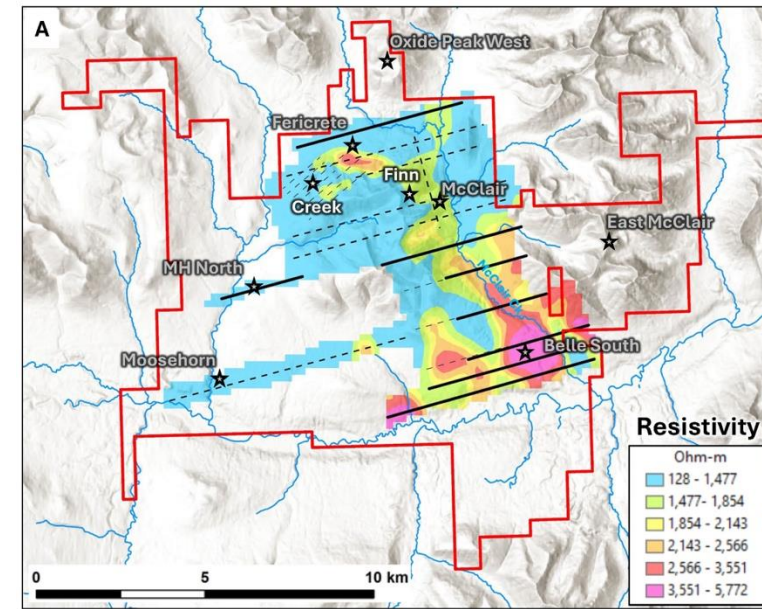 A
Oxide Peak West
Fericrete
Finn
McClair
Creek
East McClair
MH North
McClair Ck.
Moosehorn
Belle South
Resistivity
Ohm-m
128 - 1,477
1,477- 1,854
1,854 - 2,143
2,143 - 2,566
2,566 - 3,551
3,551 - 5,772
0 5 10 km